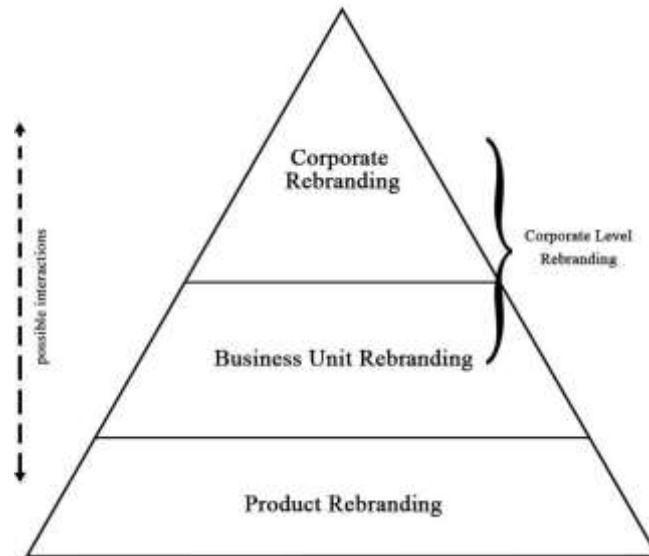 Corporate
Rebranding
Corporate Level
Rebranding
possible interactions
Business Unit Rebranding
Product Rebranding